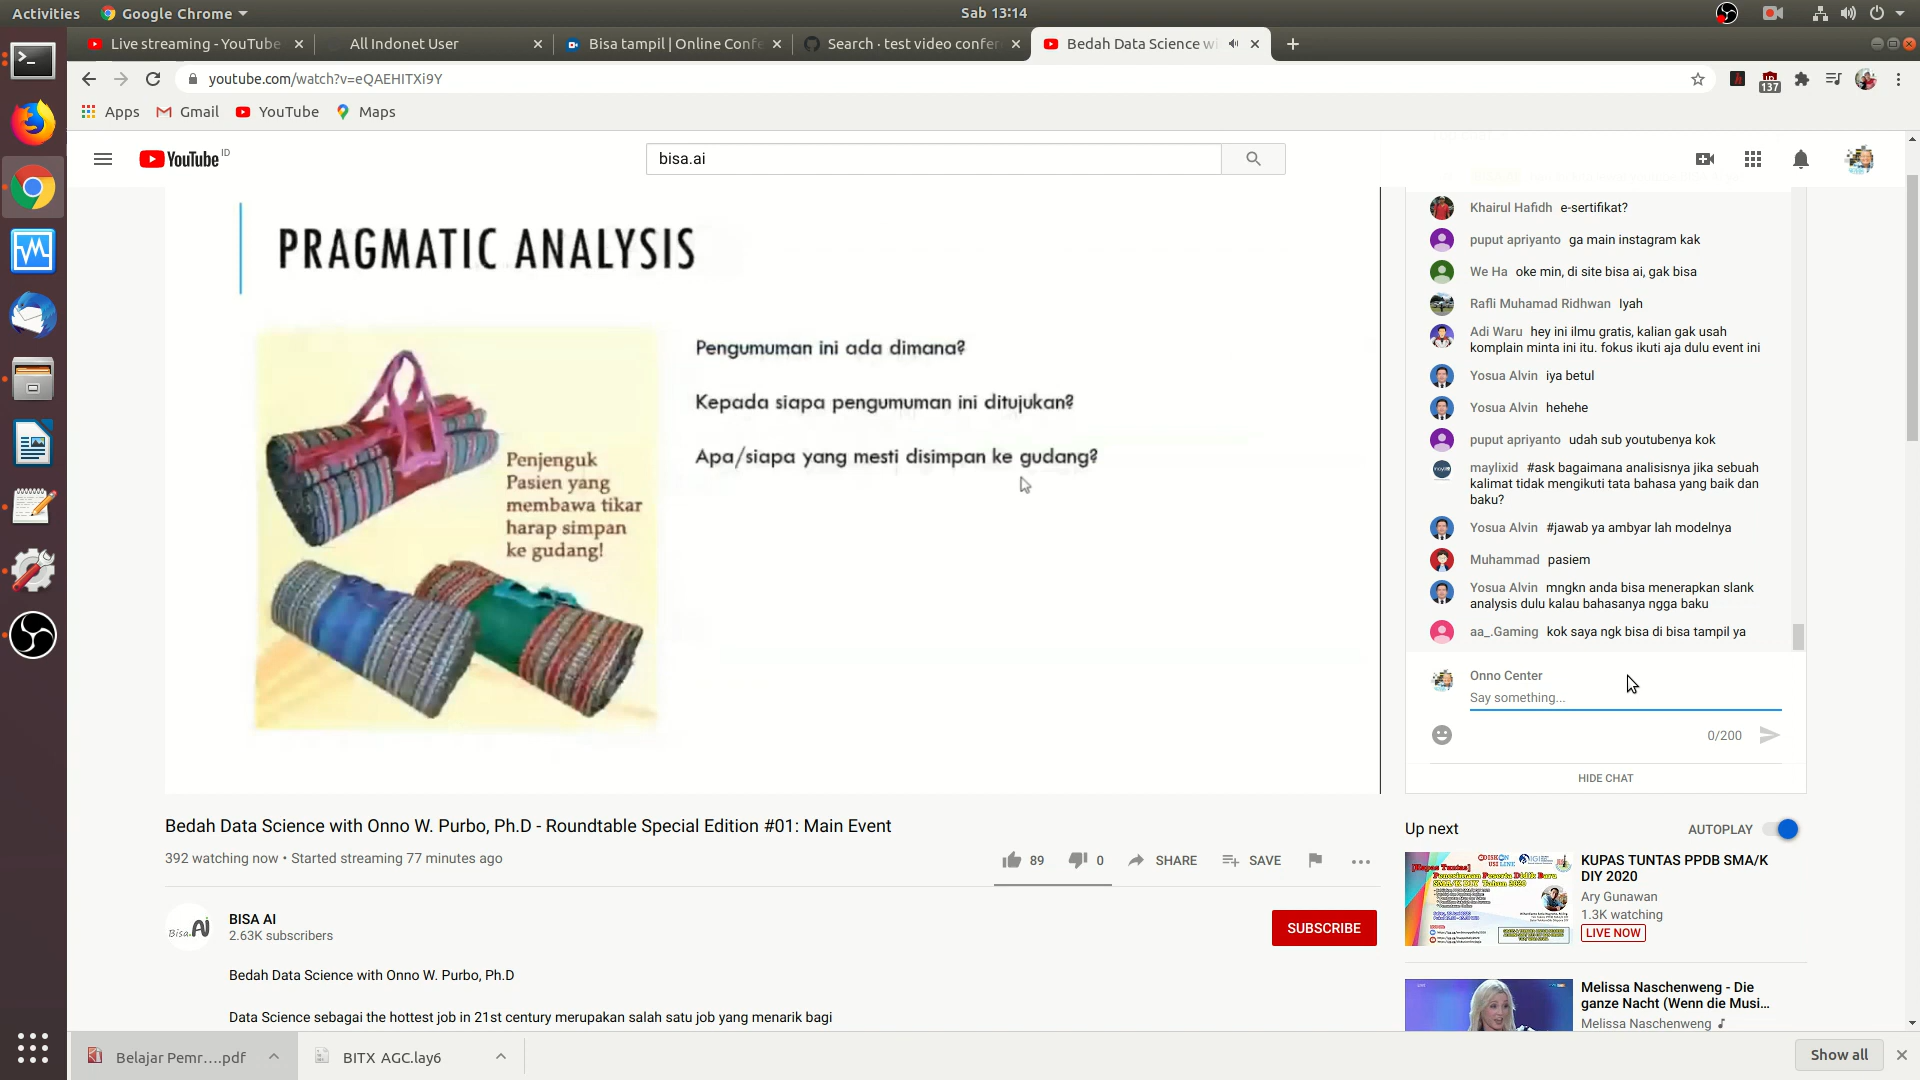 Activities
Google Chrome
Sab 13:14
Live streaming - YouTube
All Indonet User
Bisa tampil | Online Confe
Search · test video confer
Bedah Data Science wi
youtube.com/watch?v=eQAEHITXi9Y
137
Apps
Gmail
YouTube
Maps
YouTube ID
bisa.ai
PRAGMATIC ANALYSIS
Pengumuman ini ada dimana?
Kepada siapa pengumuman ini ditujukan?
Apa/siapa yang mesti disimpan ke gudang?
Penjenguk
Pasien yang
membawa tikar
harap simpan
ke gudang!
Khairul Hafidh e-sertifikat?
puput apriyanto ga main instagram kak
We Ha oke min, di site bisa ai, gak bisa
Rafli Muhamad Ridhwan Iyah
Adi Waru hey ini ilmu gratis, kalian gak usah
komplain minta ini itu. fokus ikuti aja dulu event ini
Yosua Alvin iya betul
Yosua Alvin hehehe
puput apriyanto udah sub youtubenya kok
maylixid #ask bagaimana analisisnya jika sebuah
kalimat tidak mengikuti tata bahasa yang baik dan
baku?
Yosua Alvin #jawab ya ambyar lah modelnya
Muhammad pasiem
Yosua Alvin mngkn anda bisa menerapkan slank
analysis dulu kalau bahasanya ngga baku
aa_.Gaming kok saya ngk bisa di bisa tampil ya
Onno Center
Say something...
0/200
HIDE CHAT
Bedah Data Science with Onno W. Purbo, Ph.D - Roundtable Special Edition #01: Main Event
392 watching now • Started streaming 77 minutes ago
89
0
SHARE
SAVE
BISA AI
2.63K subscribers
SUBSCRIBE
Bisa.AI
Bedah Data Science with Onno W. Purbo, Ph.D
Data Science sebagai the hottest job in 21st century merupakan salah satu job yang menarik bagi
Up next
AUTOPLAY
KUPAS TUNTAS PPDB SMA/K
DIY 2020
Ary Gunawan
1.3K watching
LIVE NOW
Melissa Naschenweng - Die
ganze Nacht (Wenn die Musi...
Melissa Naschenweng
Belajar Pemr....pdf
BITX AGC.lay6
Show all